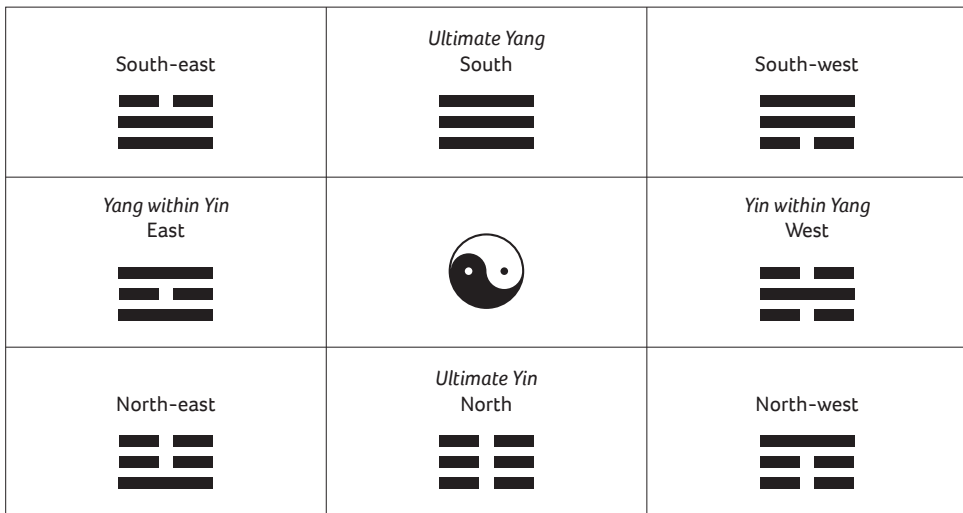 South-east
Ultimate Yang
South
South-west
Yang within Yin
East
Yin within Yang
West
North-east
Ultimate Yin
North
North-west